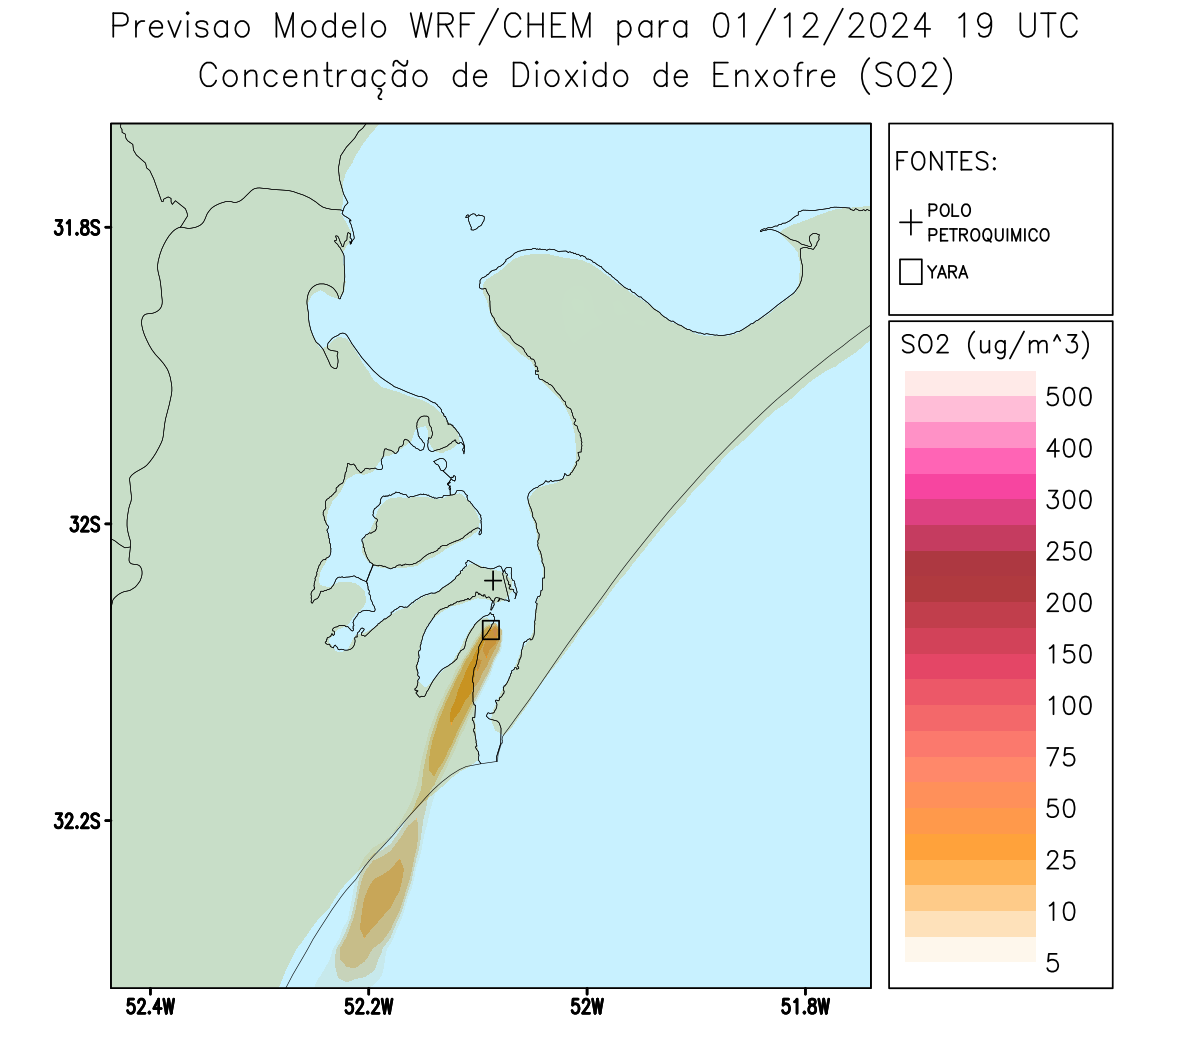 Previsao Modelo WRF/CHEM para 01/12/2024 19 UTC
Concentração de Dioxido de Enxofre (SO2)
FONTES:
POLO
PETROQUIMICO
YARA
SO2 (ug/m^3)
500
400
300
250
200
150
100
75
50
25
10
5
31.8S
32S
32.2S
52.4W
52.2W
52W
51.8W